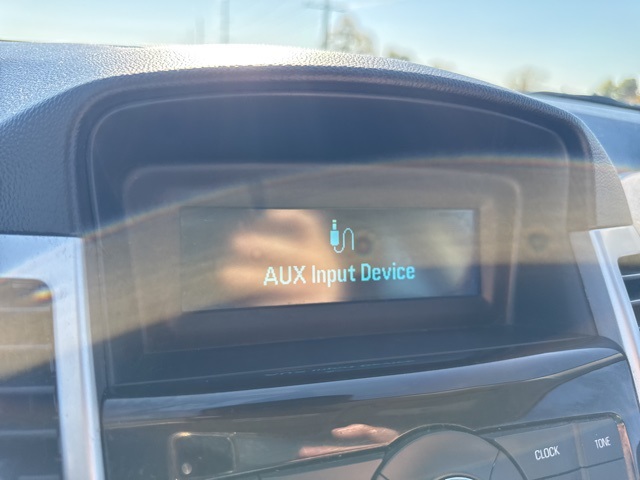 AUX Input Device
CLOCK
TONE